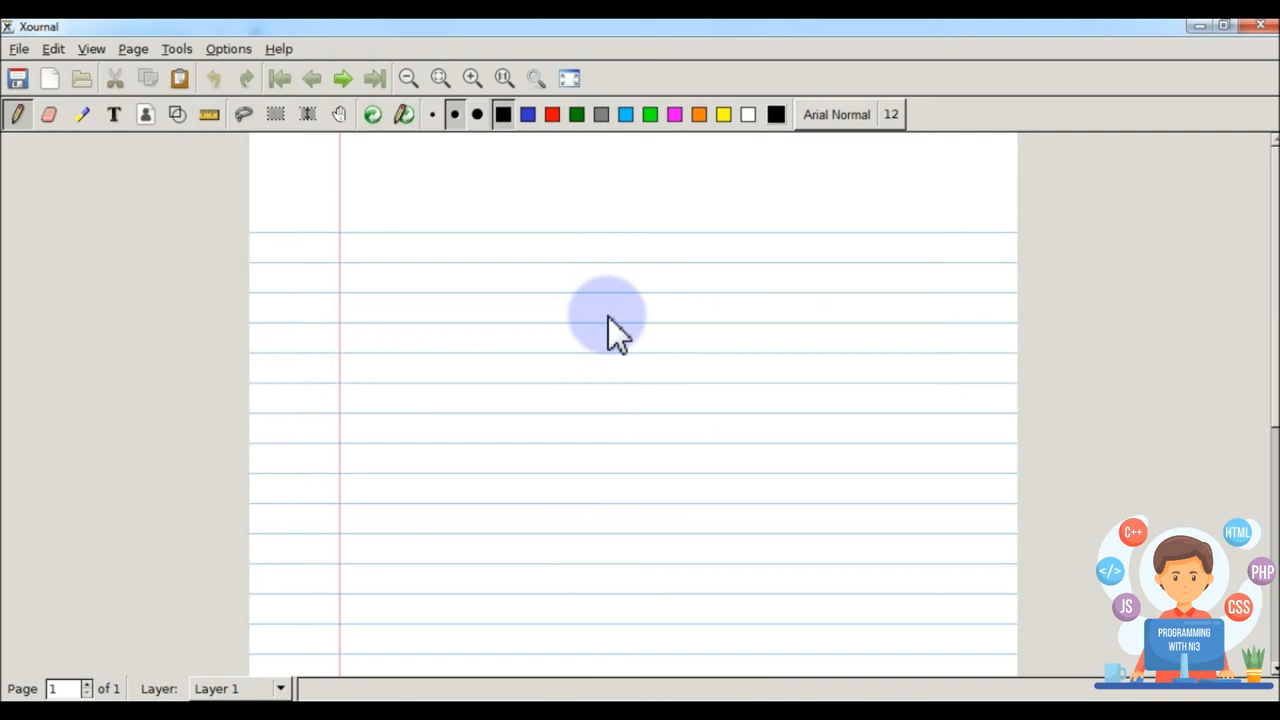 Xournal
File Edit View Page Tools Options Help
T Arial Normal 12
Page 1 of 1 Layer: Layer 1
C++
HTML
</>
PHP
JS
CSS
PROGRAMMING
WITH NI3